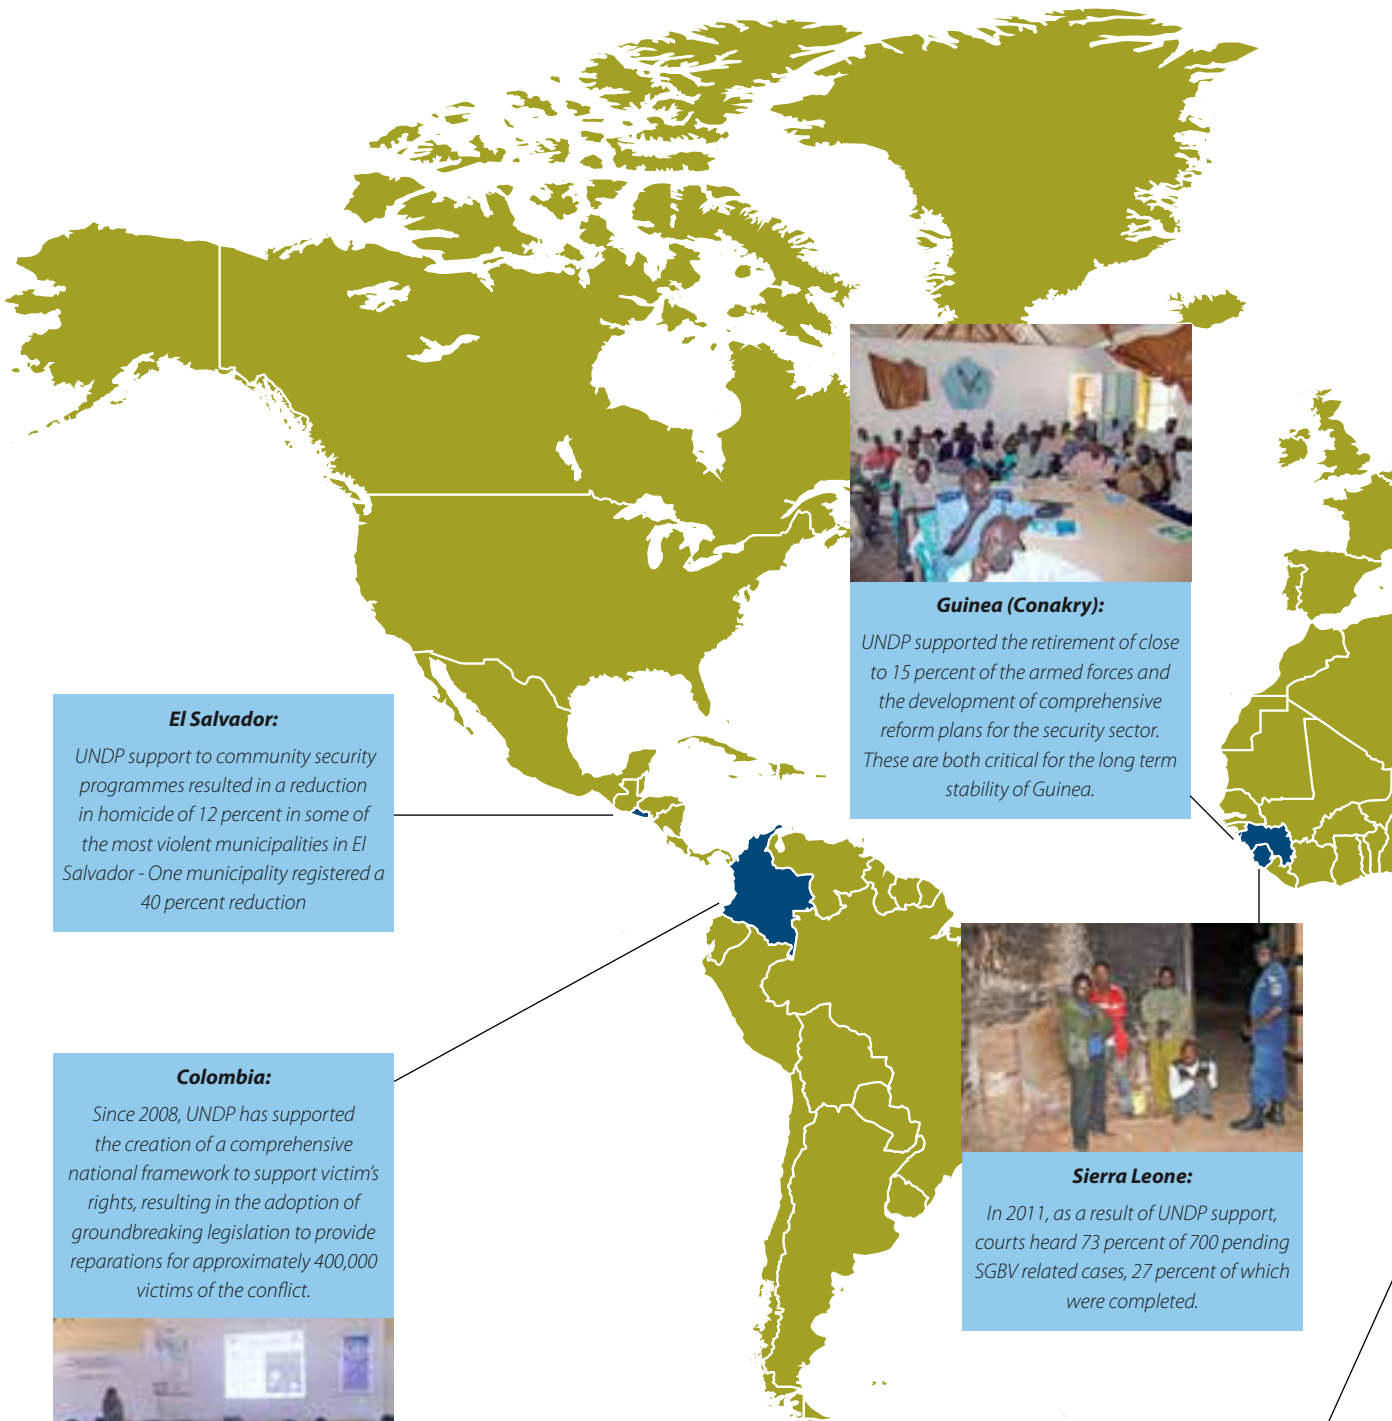 Guinea (Conakry):
UNDP supported the retirement of close
to 15 percent of the armed forces and
the development of comprehensive
reform plans for the security sector.
These are both critical for the long term
stability of Guinea.
El Salvador:
UNDP support to community security
programmes resulted in a reduction
in homicide of 12 percent in some of
the most violent municipalities in El
Salvador - One municipality registered a
40 percent reduction
Colombia:
Since 2008, UNDP has supported
the creation of a comprehensive
national framework to support victim's
rights, resulting in the adoption of
groundbreaking legislation to provide
reparations for approximately 400,000
victims of the conflict.
Sierra Leone:
In 2011, as a result of UNDP support,
courts heard 73 percent of 700 pending
SGBV related cases, 27 percent of which
were completed.